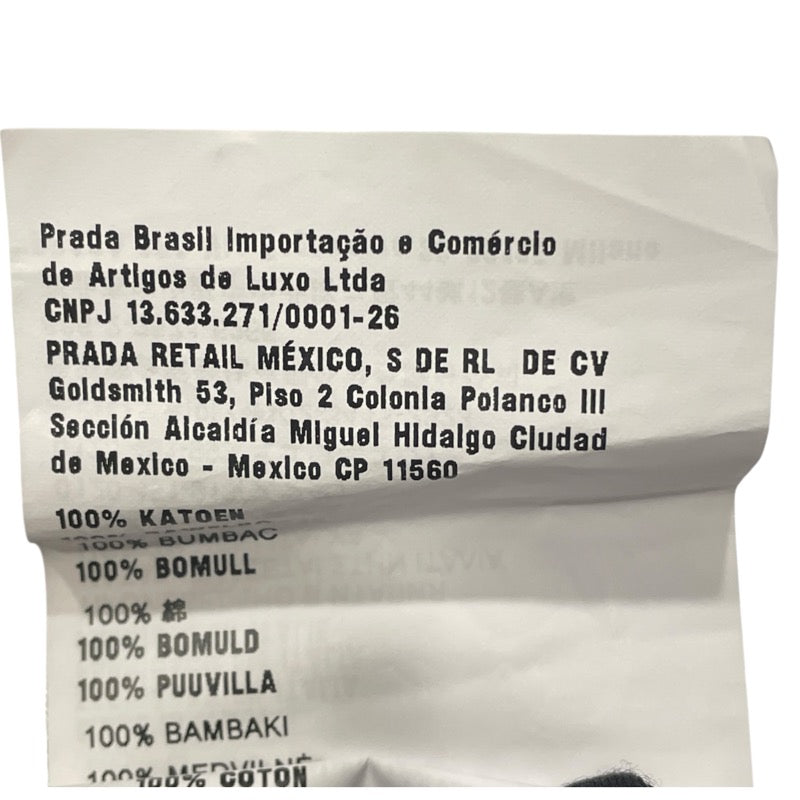 Prada Brasil Importação e Comércio
de Artigos de Luxo Ltda
CNPJ 13.633.271/0001-26
PRADA RETAIL MÉXICO, S DE RL DE CV
Goldsmith 53, Piso 2 Colonia Polanco III
Sección Alcaldía Miguel Hidalgo Ciudad
de Mexico - Mexico CP 11560
100% KATOEN
100% BUMBAC
100% BOMULL
100% 綿
100% BOMULD
100% PUUVILLA
100% BAMBAKI
100%
100% COTON